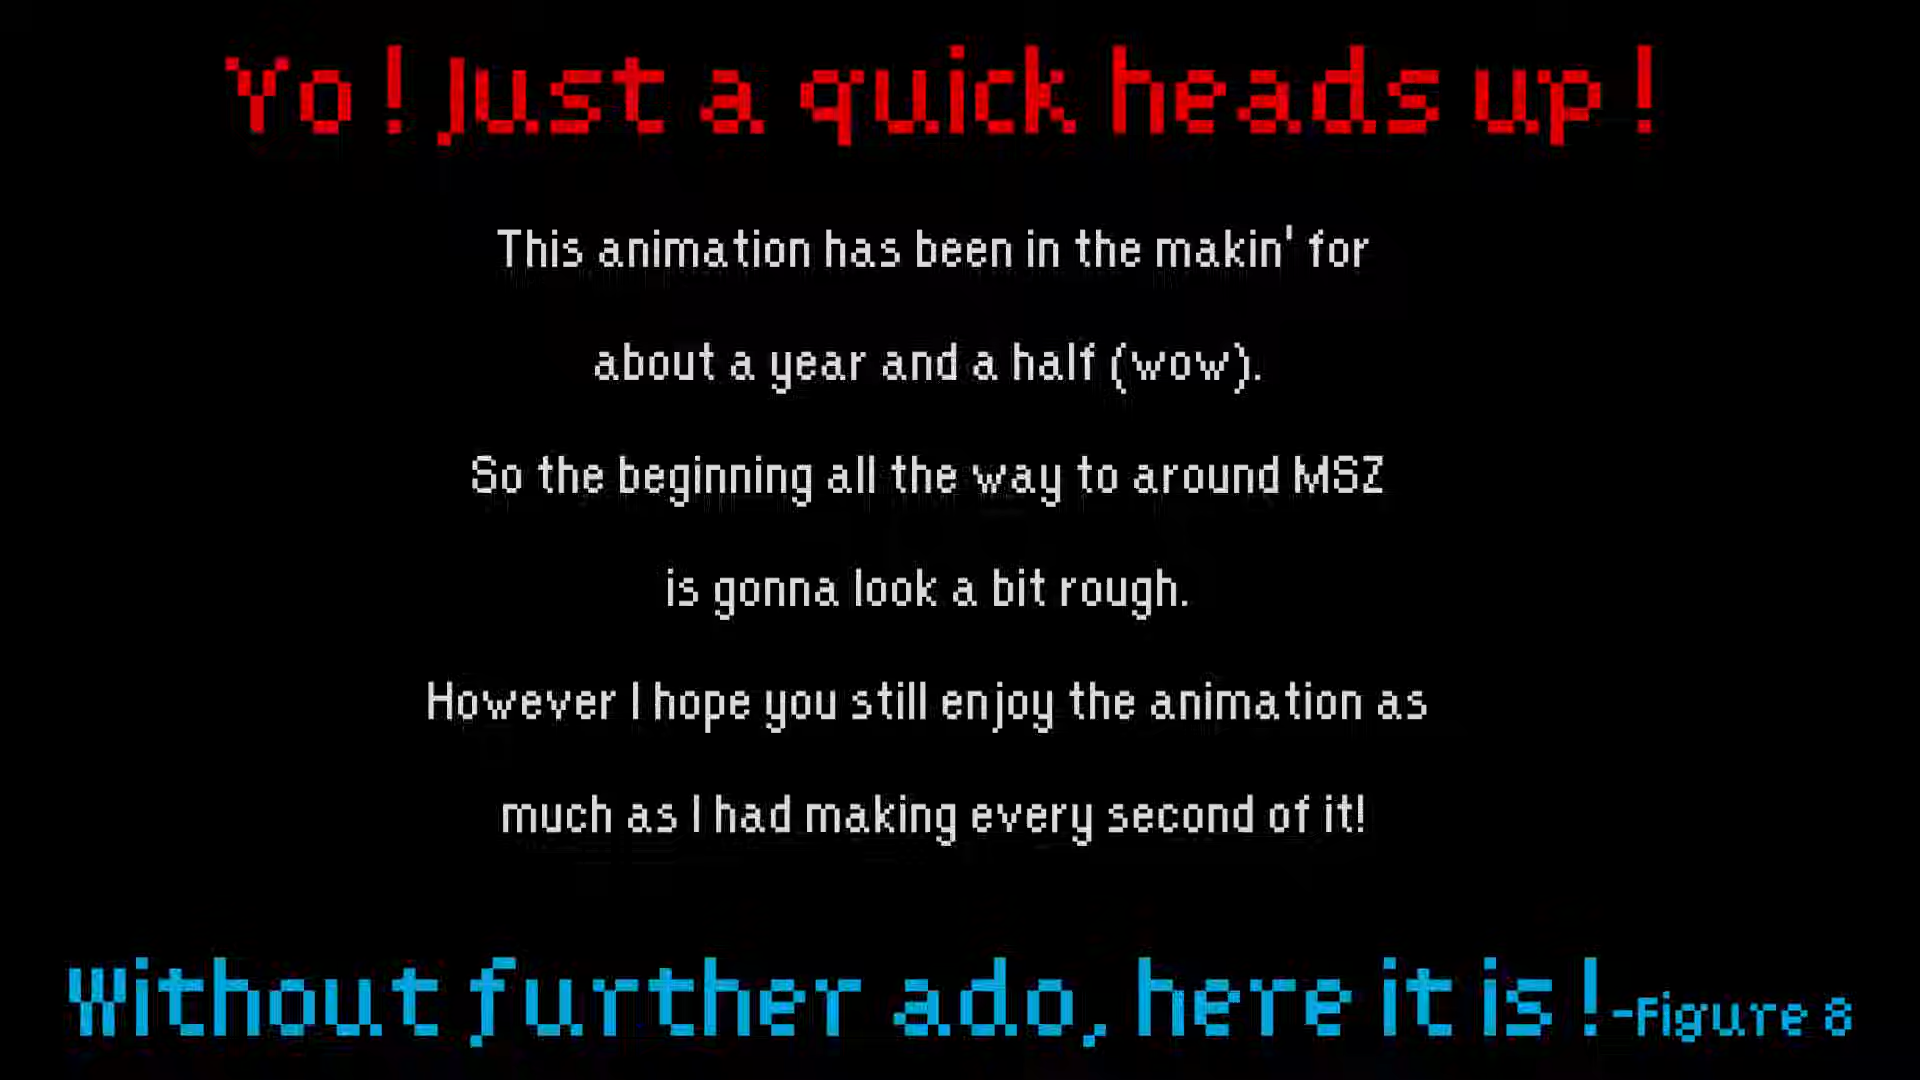 Yo! Just a quick heads up!
This animation has been in the makin' for
about a year and a half (wow).
So the beginning all the way to around MSZ
is gonna look a bit rough.
However I hope you still enjoy the animation as
much as I had making every second of it!
Without further ado, here it is! -Figure 8